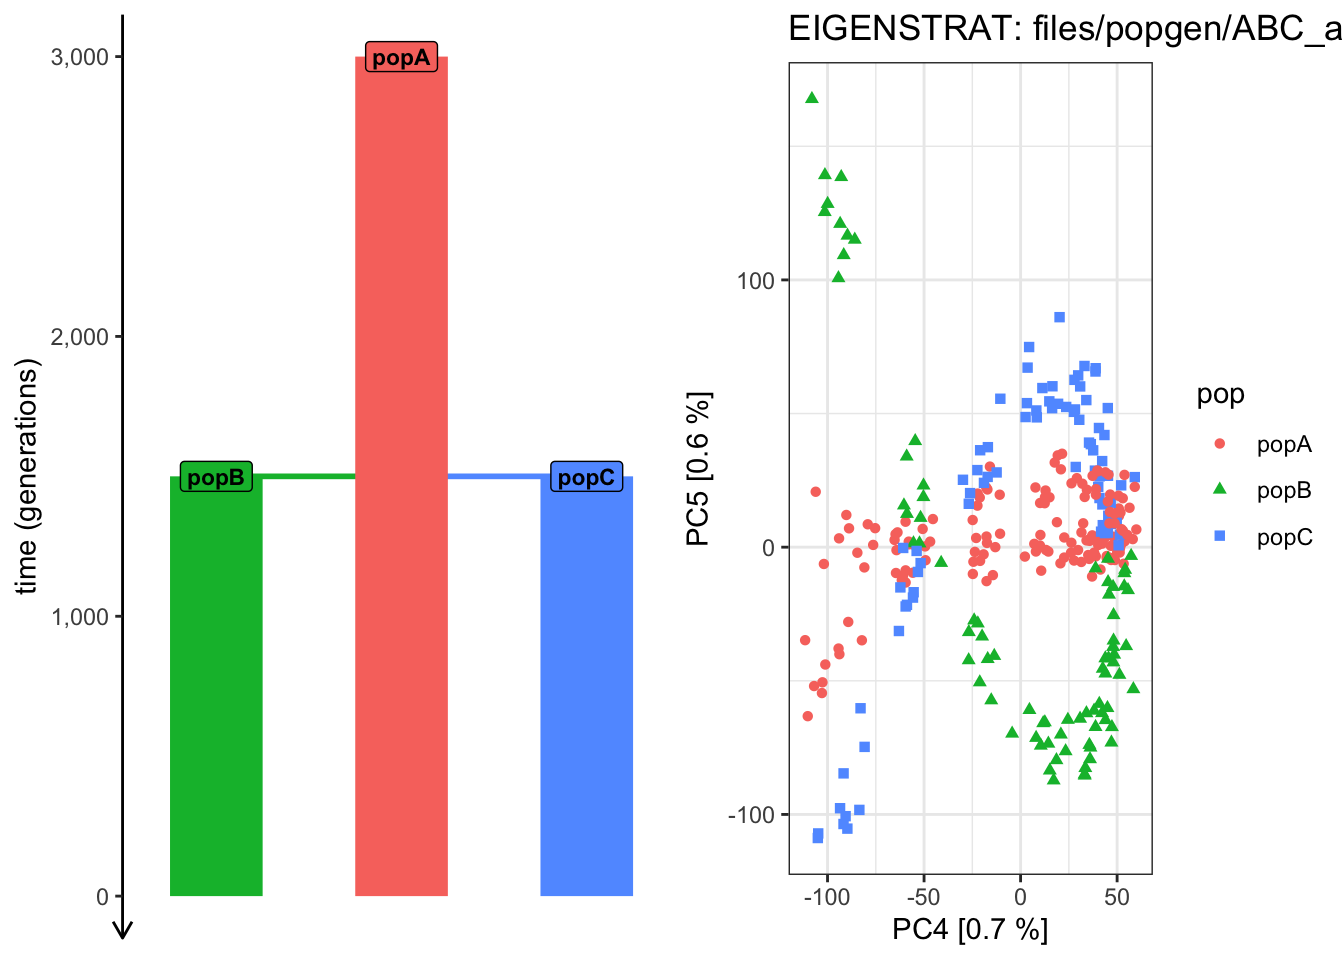 time (generations)
3,000
2,000
1,000
0
popA
popB
popC
EIGENSTRAT: files/popgen/ABC_a
PC5 [0.6 %]
100
0
-100
-100
-50
0
50
PC4 [0.7 %]
pop
popA
popB
popC